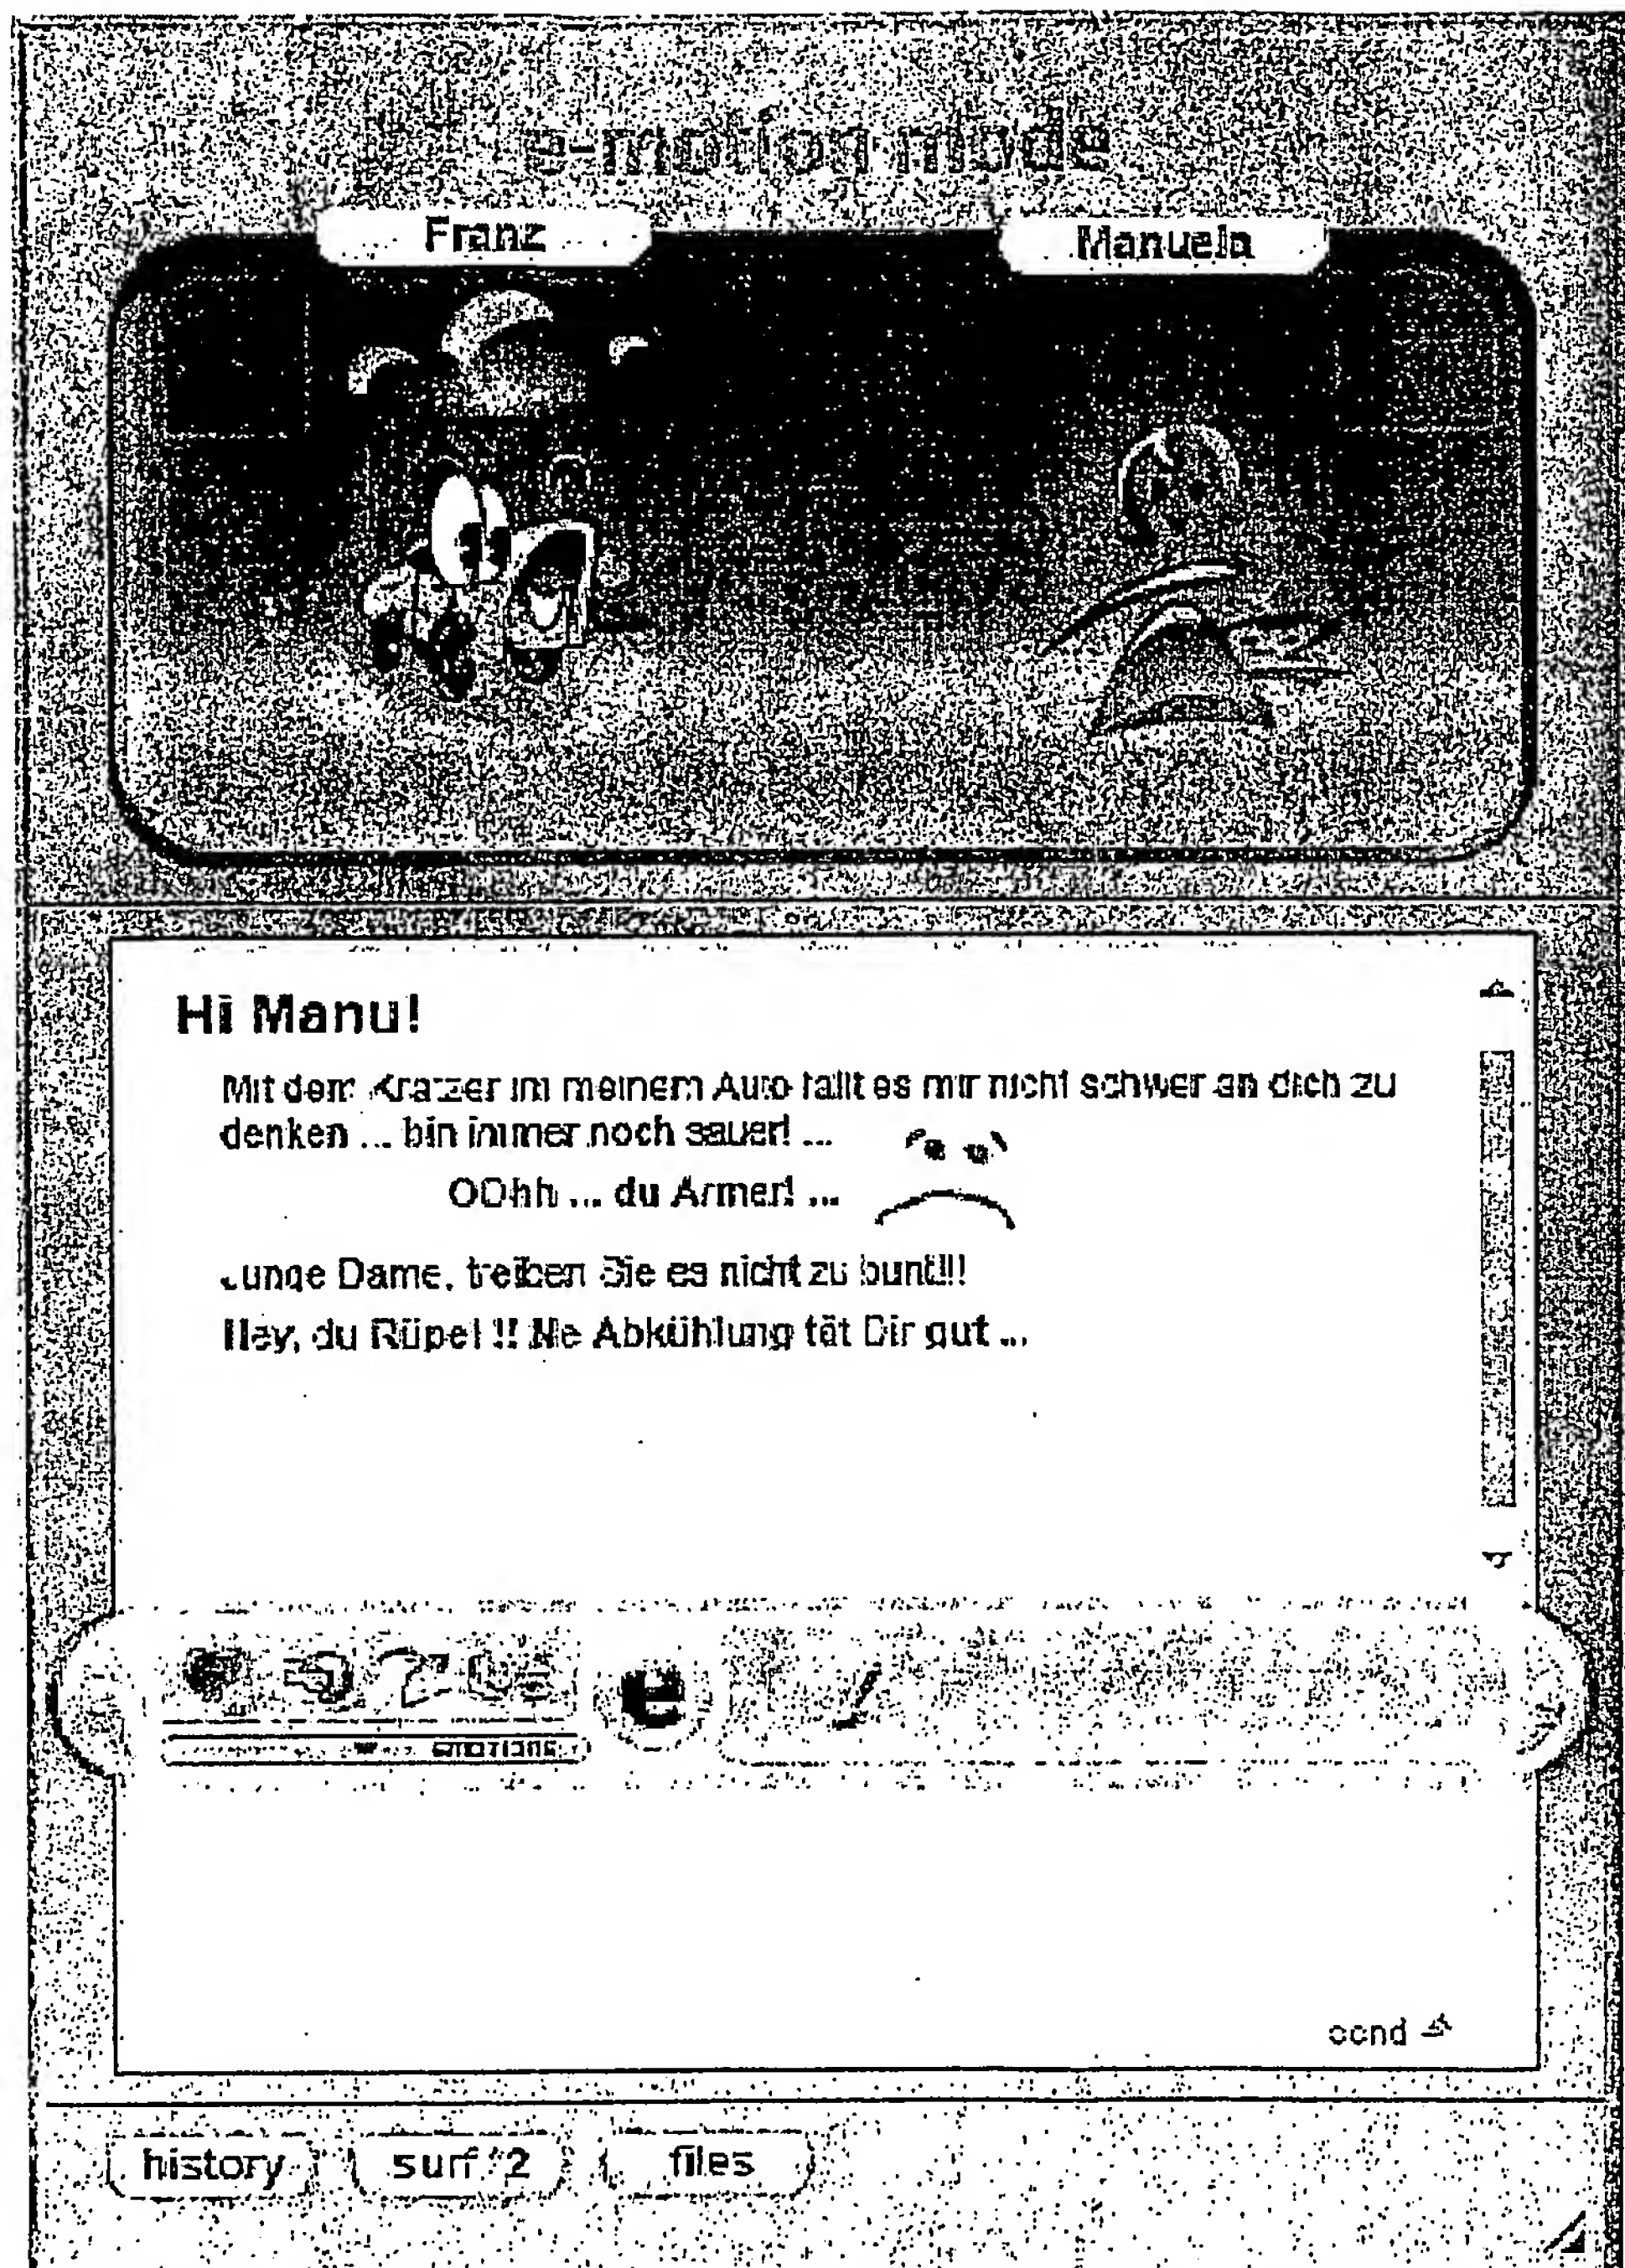 e-motion mode
Franz
Manuela
Hi Manu!
Mit dem Kratzer im meinem Auto fällt es mir nicht schwer an dich zu
denken ... bin immer noch sauer! ...
OOhh ... du Armer! ...
Junge Dame, treiben Sie es nicht zu bunt!!!
Hey, du Rüpel !! Ne Abkühlung tät Dir gut ...
e
emotions
send
history
surf 2
files